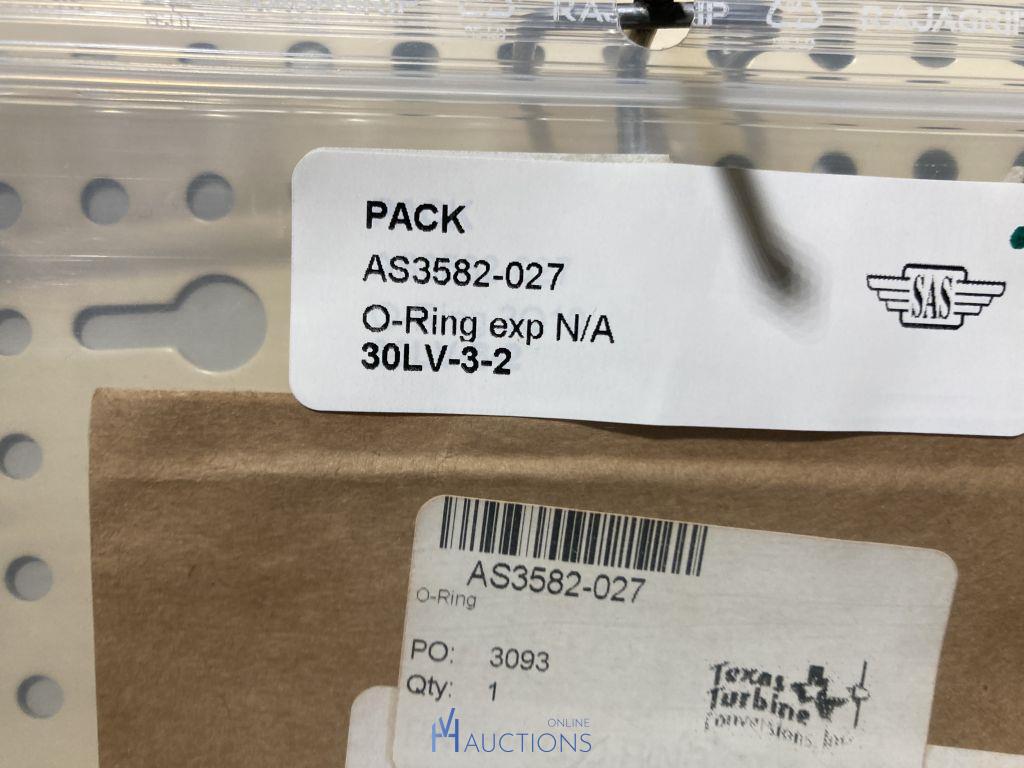 RAJAGRIP RAJAGRIP
PACK
AS3582-027
O-Ring exp N/A
30LV-3-2
SAS
AS3582-027
O-Ring
PO: 3093
Qty: 1
Texas
Turbine
Conversions, Inc.
ONLINE
AUCTIONS